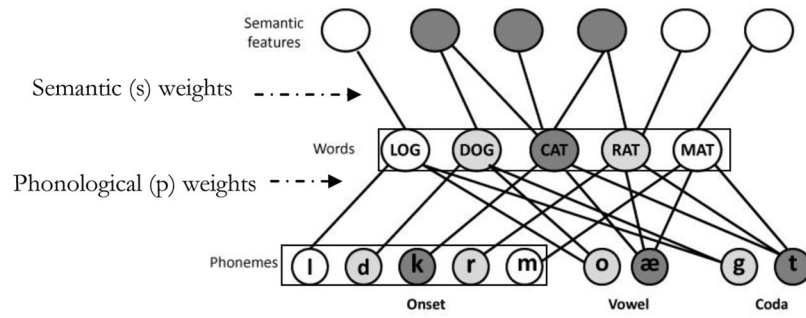 Semantic features
Semantic (s) weights
Words
LOG DOG CAT RAT MAT
Phonological (p) weights
Phonemes
l d k r m o æ g t
Onset Vowel Coda